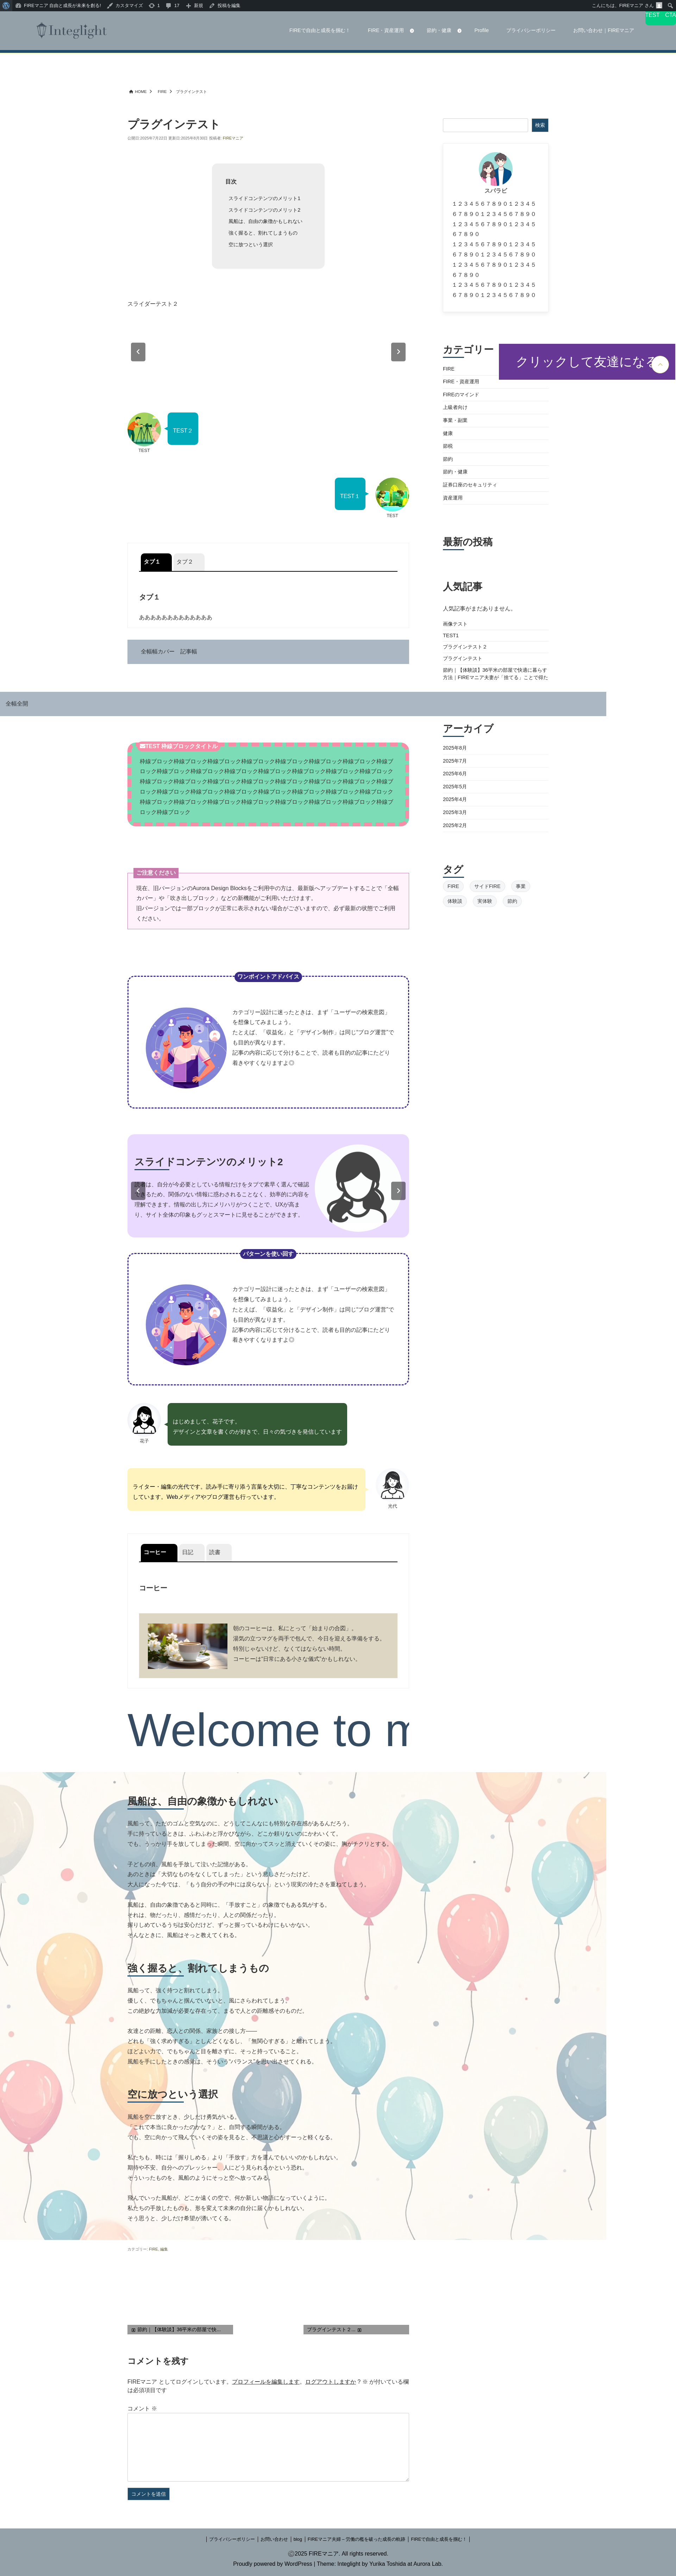 FIREマニア 自由と成長が未来を創る! カスタマイズ 1 17 新規 投稿を編集 こんにちは、FIREマニア さん
TEST CTA
Integlight
FIREで自由と成長を掴む！ FIRE・資産運用 節約・健康 Profile プライバシーポリシー お問い合わせ｜FIREマニア
HOME FIRE プラグインテスト
プラグインテスト
公開日:2025年7月22日 更新日:2025年8月30日 投稿者: FIREマニア
目次
スライドコンテンツのメリット1
スライドコンテンツのメリット2
風船は、自由の象徴かもしれない
強く握ると、割れてしまうもの
空に放つという選択
スライダーテスト２
TEST２
TEST
TEST１
TEST
タブ１ タブ２
タブ１
あああああああああああああ
全幅幅カバー　記事幅
全幅全開
TEST 枠線ブロックタイトル
枠線ブロック枠線ブロック枠線ブロック枠線ブロック枠線ブロック枠線ブロック枠線ブロック枠線ブ
ロック枠線ブロック枠線ブロック枠線ブロック枠線ブロック枠線ブロック枠線ブロック枠線ブロック
枠線ブロック枠線ブロック枠線ブロック枠線ブロック枠線ブロック枠線ブロック枠線ブロック枠線ブ
ロック枠線ブロック枠線ブロック枠線ブロック枠線ブロック枠線ブロック枠線ブロック枠線ブロック
枠線ブロック枠線ブロック枠線ブロック枠線ブロック枠線ブロック枠線ブロック枠線ブロック枠線ブ
ロック枠線ブロック
ご注意ください
現在、旧バージョンのAurora Design Blocksをご利用中の方は、最新版へアップデートすることで「全幅
カバー」や「吹き出しブロック」などの新機能がご利用いただけます。
旧バージョンでは一部ブロックが正常に表示されない場合がございますので、必ず最新の状態でご利用
ください。
ワンポイントアドバイス
カテゴリー設計に迷ったときは、まず「ユーザーの検索意図」
を想像してみましょう。
たとえば、「収益化」と「デザイン制作」は同じ"ブログ運営"で
も目的が異なります。
記事の内容に応じて分けることで、読者も目的の記事にたどり
着きやすくなりますよ◎
スライドコンテンツのメリット2
読者は、自分が今必要としている情報だけをタブで素早く選んで確認
できるため、関係のない情報に惑わされることなく、効率的に内容を
理解できます。情報の出し方にメリハリがつくことで、UXが高ま
り、サイト全体の印象もグッとスマートに見せることができます。
パターンを使い回す
カテゴリー設計に迷ったときは、まず「ユーザーの検索意図」
を想像してみましょう。
たとえば、「収益化」と「デザイン制作」は同じ"ブログ運営"で
も目的が異なります。
記事の内容に応じて分けることで、読者も目的の記事にたどり
着きやすくなりますよ◎
はじめまして、花子です。
デザインと文章を書くのが好きで、日々の気づきを発信しています
花子
ライター・編集の光代です。読み手に寄り添う言葉を大切に、丁寧なコンテンツをお届け
しています。Webメディアやブログ運営も行っています。
光代
コーヒー 日記 読書
コーヒー
朝のコーヒーは、私にとって「始まりの合図」。
湯気の立つマグを両手で包んで、今日を迎える準備をする。
特別じゃないけど、なくてはならない時間。
コーヒーは"日常にある小さな儀式"かもしれない。
Welcome to m
風船は、自由の象徴かもしれない
風船って、ただのゴムと空気なのに、どうしてこんなにも特別な存在感があるんだろう。
手に持っているときは、ふわふわと浮かびながら、どこか頼りないのにかわいくて。
でも、うっかり手を放してしまった瞬間、空に向かってスッと消えていくその姿に、胸がチクリとする。
子どもの頃、風船を手放して泣いた記憶がある。
あのときは「大切なものをなくしてしまった」という悲しさだったけど、
大人になった今では、「もう自分の手の中には戻らない」という現実の冷たさを重ねてしまう。
風船は、自由の象徴であると同時に、「手放すこと」の象徴でもある気がする。
それは、物だったり、感情だったり、人との関係だったり。
握りしめているうちは安心だけど、ずっと握っているわけにもいかない。
そんなときに、風船はそっと教えてくれる。
強く握ると、割れてしまうもの
風船って、強く持つと割れてしまう。
優しく、でもちゃんと掴んでいないと、風にさらわれてしまう。
この絶妙な力加減が必要な存在って、まるで人との距離感そのものだ。
友達との距離、恋人との関係、家族との接し方――
どれも「強く求めすぎる」としんどくなるし、「無関心すぎる」と離れてしまう。
ほどよい力で、でもちゃんと目を離さずに、そっと持っていること。
風船を手にしたときの感覚は、そういう"バランス"を思い出させてくれる。
空に放つという選択
風船を空に放すとき、少しだけ勇気がいる。
「これで本当に良かったのかな？」と、自問する瞬間がある。
でも、空に向かって飛んでいくその姿を見ると、不思議と心がすーっと軽くなる。
私たちも、時には「握りしめる」より「手放す」方を選んでもいいのかもしれない。
期待や不安、自分へのプレッシャー、人にどう見られるかという恐れ。
そういったものを、風船のようにそっと空へ放ってみる。
飛んでいった風船が、どこか遠くの空で、何か新しい物語になっていくように。
私たちの手放したものも、形を変えて未来の自分に届くかもしれない。
そう思うと、少しだけ希望が湧いてくる。
カテゴリー: FIRE, 編集
節約｜【体験談】36平米の部屋で快…
プラグインテスト２…
コメントを残す
FIREマニア としてログインしています。プロフィールを編集します。ログアウトしますか？ ※ が付いている欄
は必須項目です
コメント ※
コメントを送信
検索
スパラビ
１２３４５６７８９０１２３４５
６７８９０１２３４５６７８９０
１２３４５６７８９０１２３４５
６７８９０
１２３４５６７８９０１２３４５
６７８９０１２３４５６７８９０
１２３４５６７８９０１２３４５
６７８９０
１２３４５６７８９０１２３４５
６７８９０１２３４５６７８９０
カテゴリー
クリックして友達になる
FIRE
FIRE・資産運用
FIREのマインド
上級者向け
事業・副業
健康
節税
節約
節約・健康
証券口座のセキュリティ
資産運用
最新の投稿
人気記事
人気記事がまだありません。
画像テスト
TEST1
プラグインテスト２
プラグインテスト
節約｜【体験談】36平米の部屋で快適に暮らす
方法｜FIREマニア夫妻が「捨てる」ことで得た
アーカイブ
2025年8月
2025年7月
2025年6月
2025年5月
2025年4月
2025年3月
2025年2月
タグ
FIRE サイドFIRE 事業
体験談 実体験 節約
プライバシーポリシー お問い合わせ blog FIREマニア夫婦－労働の檻を破った成長の軌跡 FIREで自由と成長を掴む！
©2025 FIREマニア. All rights reserved.
Proudly powered by WordPress | Theme: Integlight by Yurika Toshida at Aurora Lab.